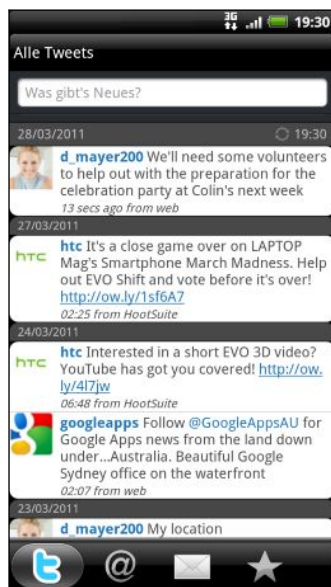 3G 19:30
Alle Tweets
Was gibt's Neues?
28/03/2011 19:30
d_mayer200 We'll need some volunteers
to help out with the preparation for the
celebration party at Colin's next week
13 secs ago from web
27/03/2011
hTC
htc It's a close game over on LAPTOP
Mag's Smartphone March Madness. Help
out EVO Shift and vote before it's over!
http://ow.ly/1sf6A7
02:25 from HootSuite
24/03/2011
hTC
htc Interested in a short EVO 3D video?
YouTube has got you covered! http://ow.
ly/4l7jw
06:48 from HootSuite
googleapps Follow @GoogleAppsAU for
Google Apps news from the land down
under...Australia. Beautiful Google
Sydney office on the waterfront
02:07 from web
23/03/2011
d_mayer200 My location
t @